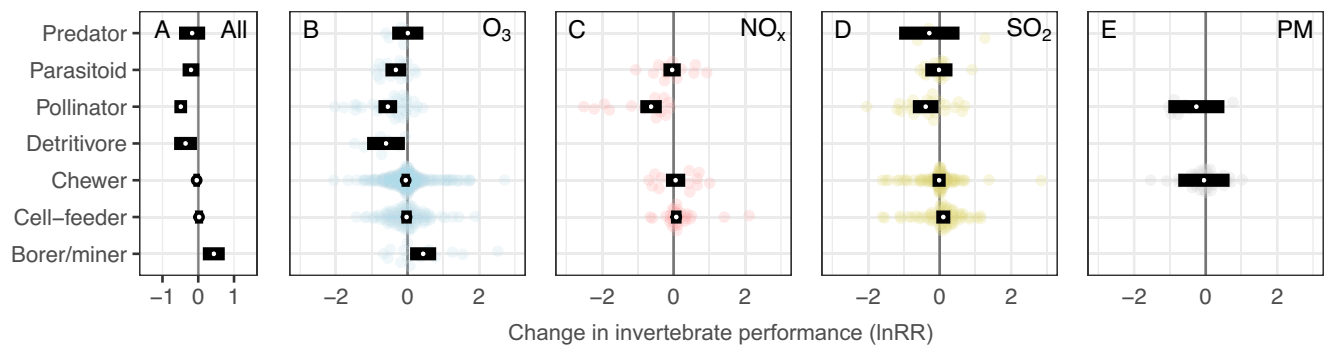 A All B O₃ C NOₓ D SO₂ E PM
Predator
Parasitoid
Pollinator
Detritivore
Chewer
Cell−feeder
Borer/miner
−1 0 1 −2 0 2 −2 0 2 −2 0 2 −2 0 2
Change in invertebrate performance (lnRR)